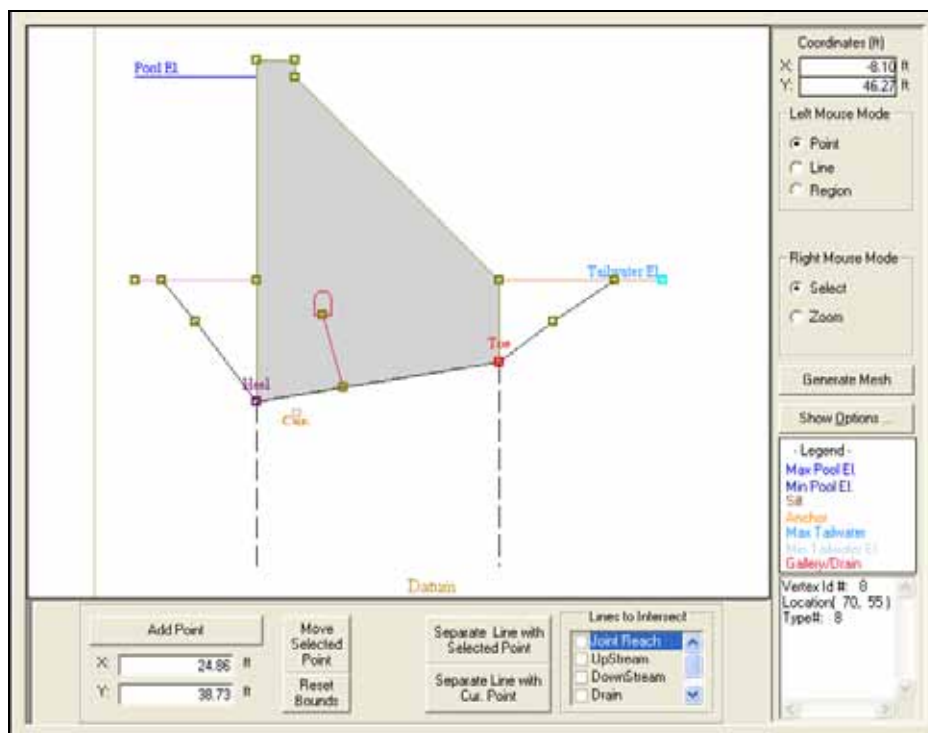 Pool El.
Tailwater El.
Toe
Heel
Cur.
Datum
Coordinates (ft)
X: -8.10 ft
Y: 46.27 ft
Left Mouse Mode
Point
Line
Region
Right Mouse Mode
Select
Zoom
Generate Mesh
Show Options ...
- Legend -
Max Pool El.
Min Pool El.
Sill
Anchor
Max Tailwater
Min Tailwater El.
Gallery/Drain
Vertex Id #: 8
Location( 70, 55 )
Type#: 8
Add Point
X: 24.86 ft
Y: 38.73 ft
Move Selected Point
Reset Bounds
Separate Line with Selected Point
Separate Line with Cur. Point
Lines to Intersect
Joint Reach
UpStream
DownStream
Drain